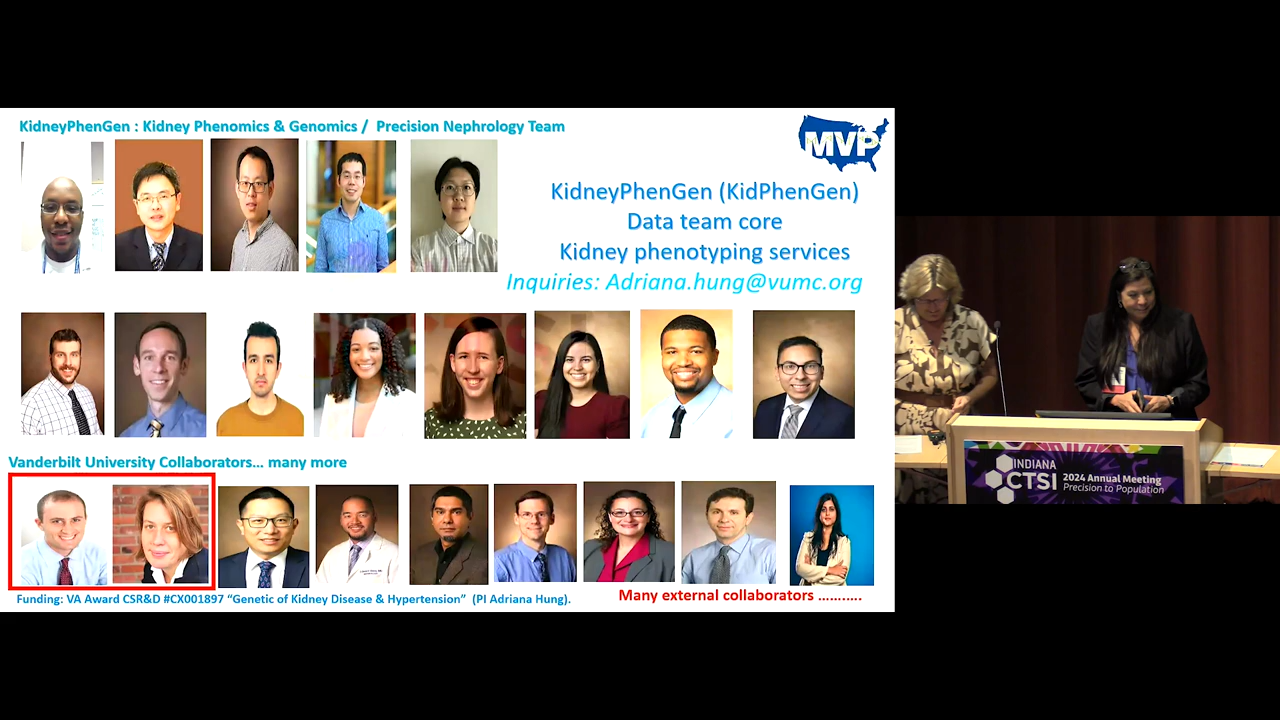 KidneyPhenGen : Kidney Phenomics & Genomics / Precision Nephrology Team
MVP
KidneyPhenGen (KidPhenGen)
Data team core
Kidney phenotyping services
Inquiries: Adriana.hung@vumc.org
Vanderbilt University Collaborators... many more
Funding: VA Award CSR&D #CX001897 “Genetic of Kidney Disease & Hypertension” (PI Adriana Hung).
Many external collaborators ............
INDIANA
CTSI
2024 Annual Meeting
Precision to Population